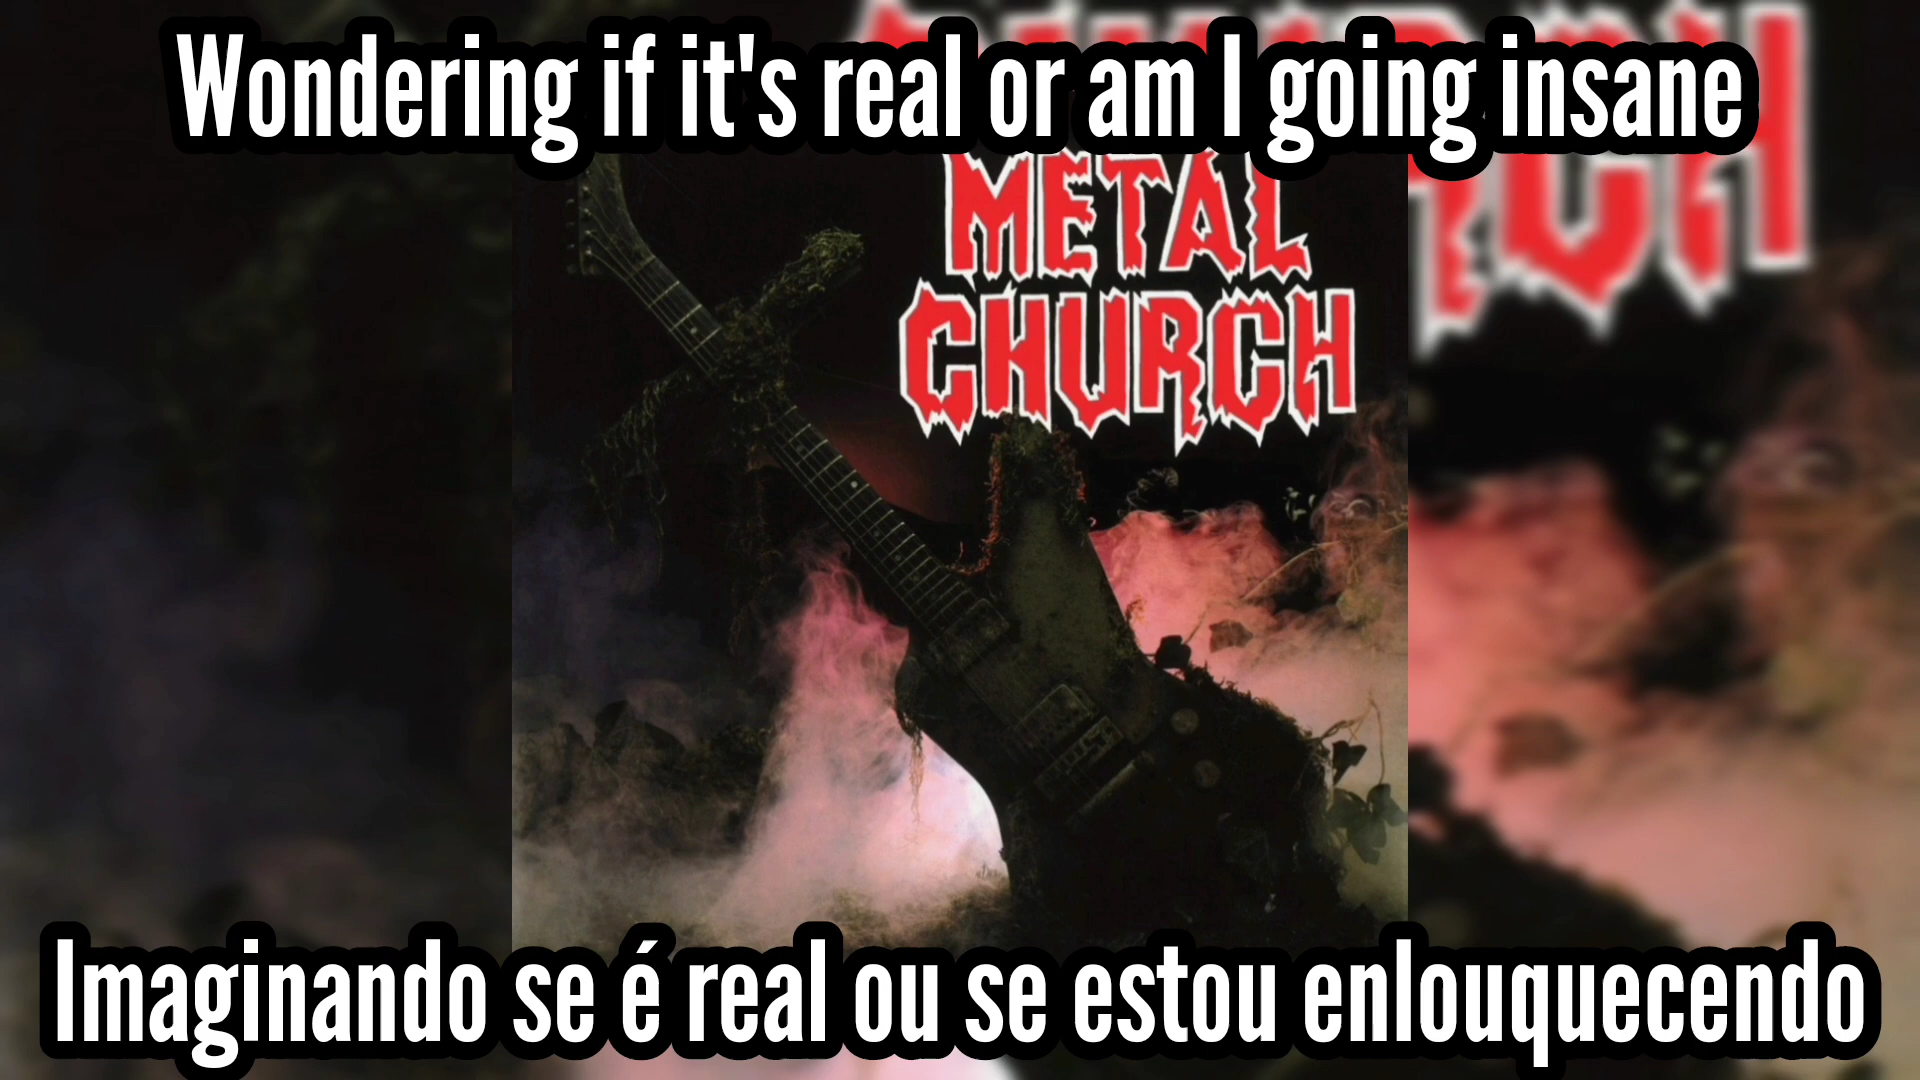 Wondering if it's real or am I going insane
METAL
CHURCH
Imaginando se é real ou se estou enlouquecendo